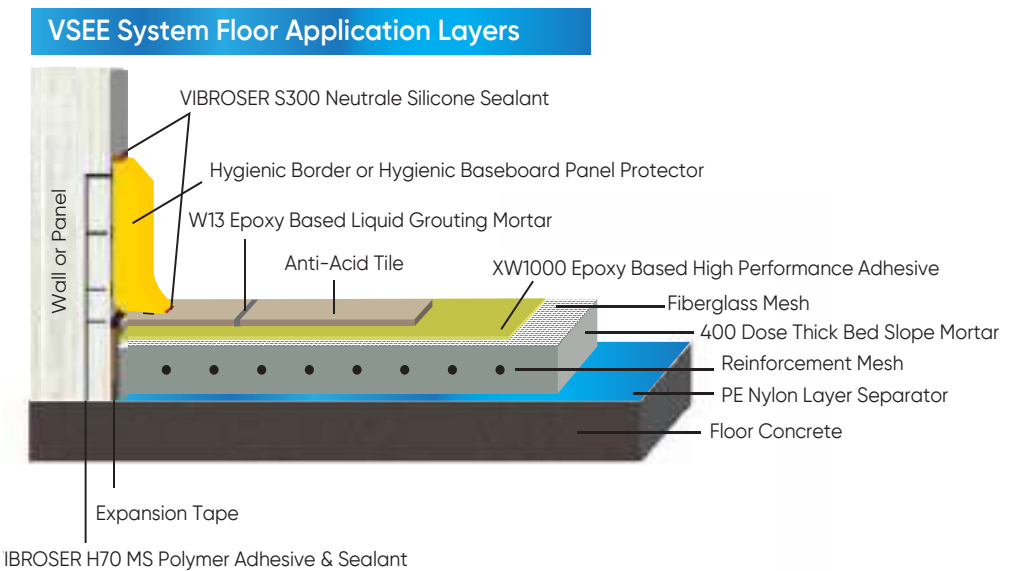 VSEE System Floor Application Layers
VIBROSER S300 Neutrale Silicone Sealant
Hygienic Border or Hygienic Baseboard Panel Protector
W13 Epoxy Based Liquid Grouting Mortar
Anti-Acid Tile
XW1000 Epoxy Based High Performance Adhesive
Fiberglass Mesh
400 Dose Thick Bed Slope Mortar
Reinforcement Mesh
PE Nylon Layer Separator
Floor Concrete
Wall or Panel
Expansion Tape
IBROSER H70 MS Polymer Adhesive & Sealant